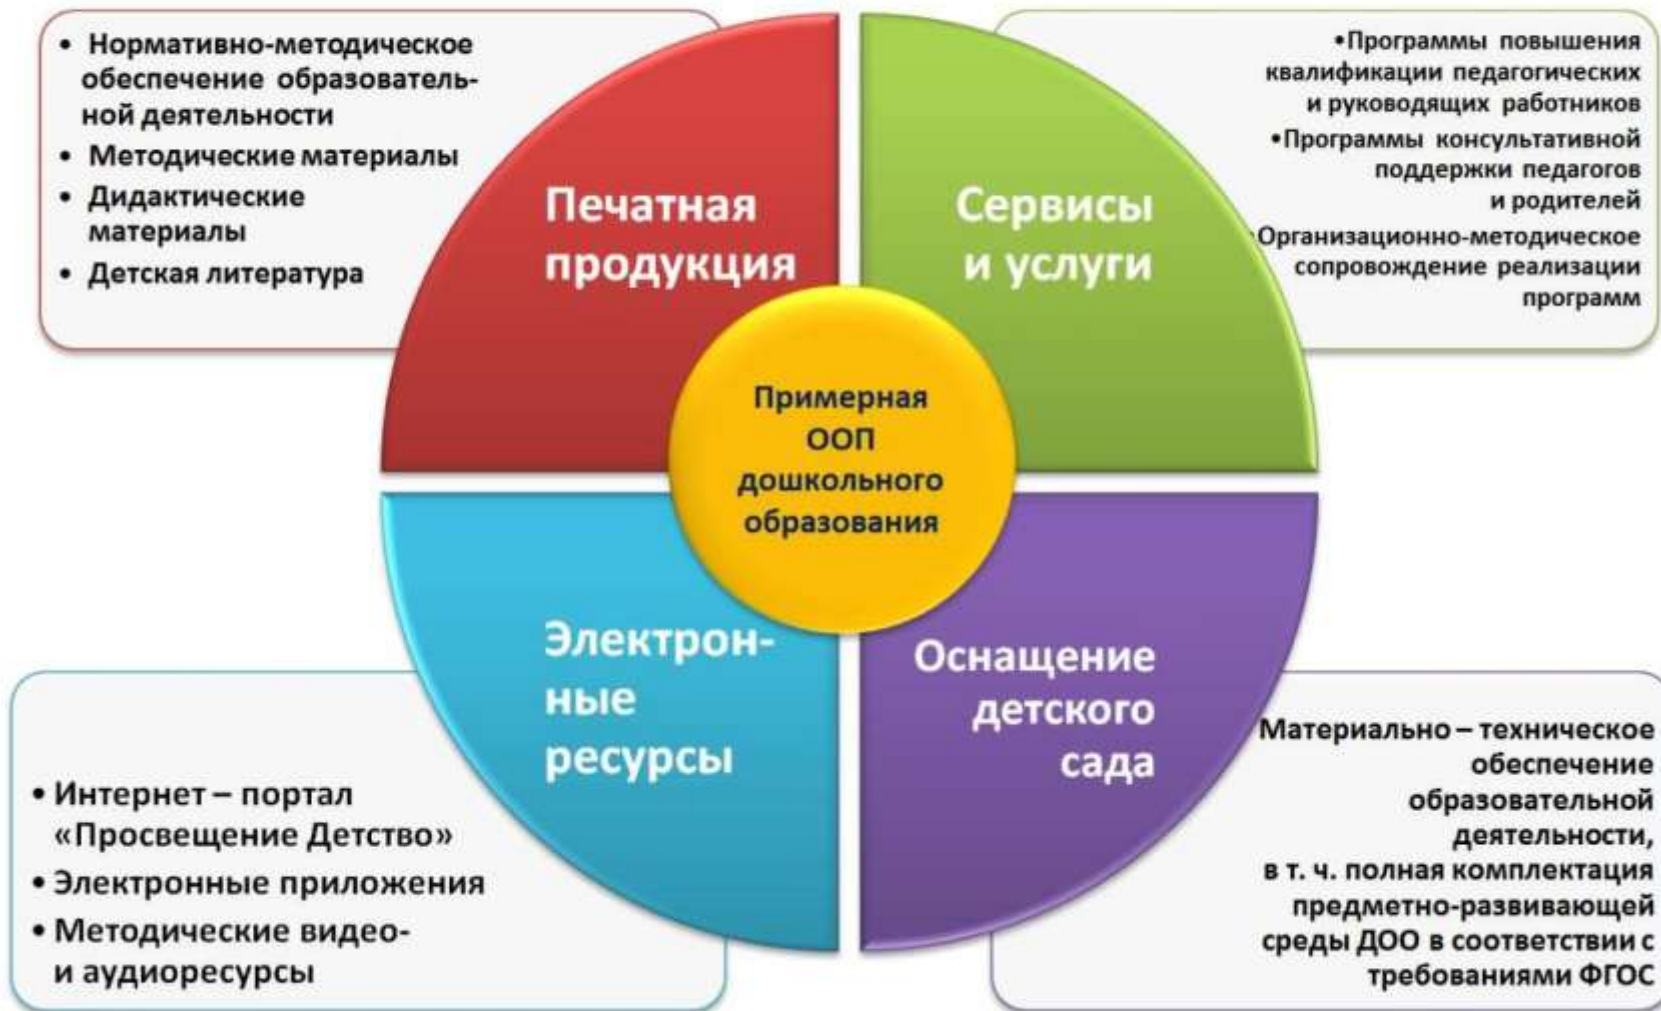 • Нормативно-методическое
обеспечение образователь-
ной деятельности
• Методические материалы
• Дидактические
материалы
• Детская литература
Печатная
продукция
Сервисы
и услуги
•Программы повышения
квалификации педагогических
и руководящих работников
•Программы консультативной
поддержки педагогов
и родителей
•Организационно-методическое
сопровождение реализации
программ
Примерная
ООП
дошкольного
образования
Электрон-
ные
ресурсы
Оснащение
детского
сада
• Интернет – портал
«Просвещение Детство»
• Электронные приложения
• Методические видео-
и аудиоресурсы
Материально – техническое
обеспечение
образовательной
деятельности,
в т. ч. полная комплектация
предметно-развивающей
среды ДОО в соответствии с
требованиями ФГОС